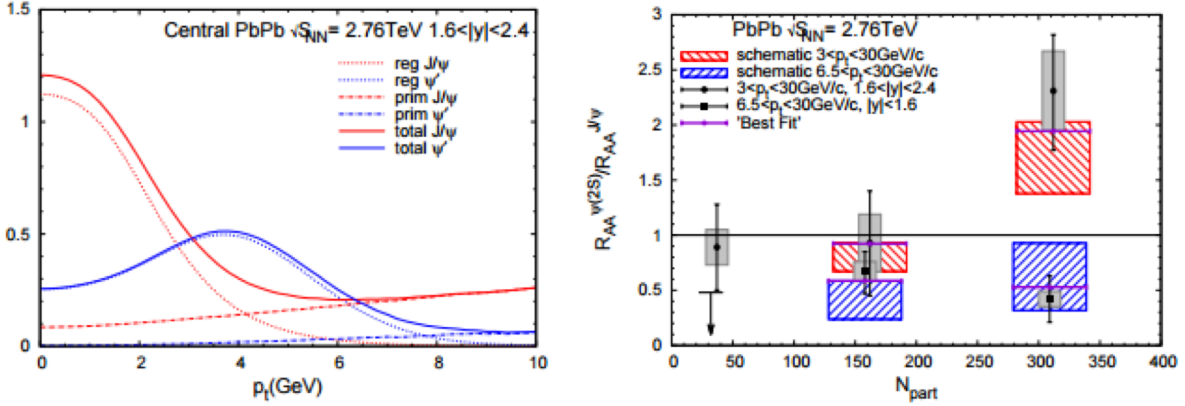 Central PbPb √S_NN= 2.76TeV 1.6<|y|<2.4
reg J/ψ
reg ψ′
prim J/ψ
prim ψ′
total J/ψ
total ψ′
1.5
1
0.5
0
0 2 4 6 8 10
p_t(GeV)
PbPb √S_NN= 2.76TeV
schematic 3<p_t<30GeV/c
schematic 6.5<p_t<30GeV/c
3<p_t<30GeV/c, 1.6<|y|<2.4
6.5<p_t<30GeV/c, |y|<1.6
'Best Fit'
R_AA^ψ(2S)/R_AA^J/ψ
3
2.5
2
1.5
1
0.5
0
0 50 100 150 200 250 300 350 400
N_part